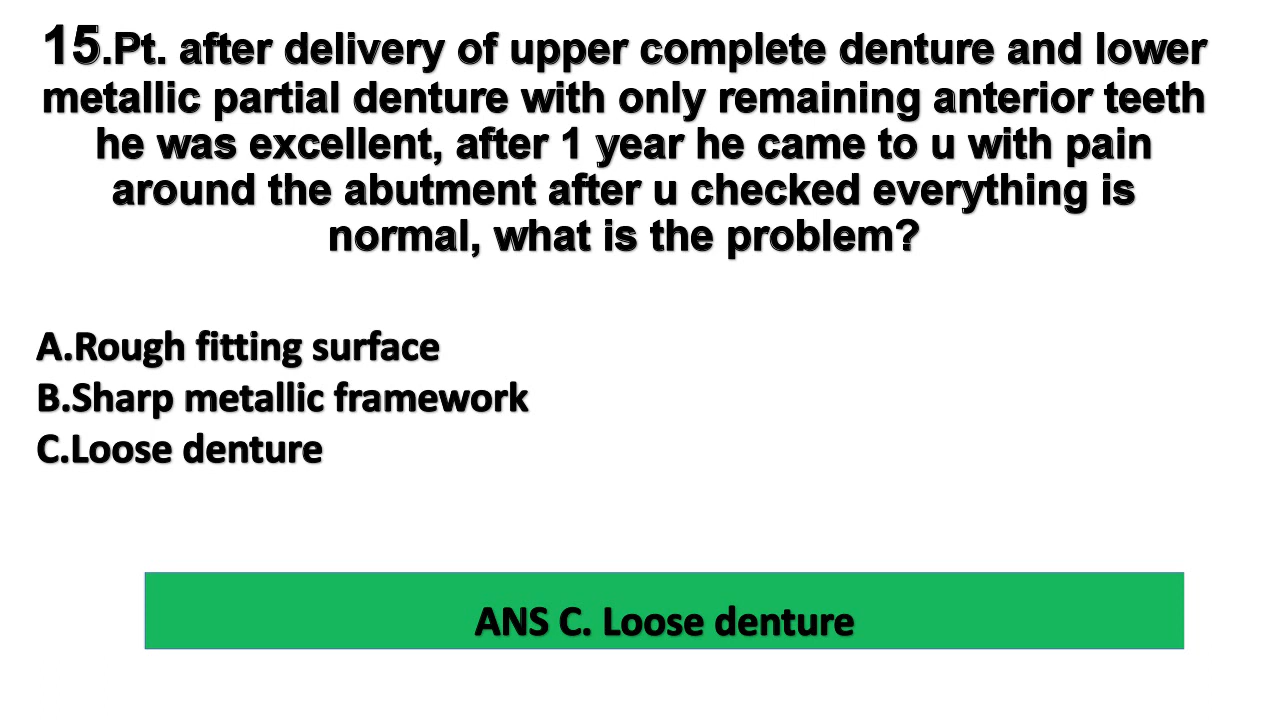 15.Pt. after delivery of upper complete denture and lower
metallic partial denture with only remaining anterior teeth
he was excellent, after 1 year he came to u with pain
around the abutment after u checked everything is
normal, what is the problem?
A.Rough fitting surface
B.Sharp metallic framework
C.Loose denture
ANS C. Loose denture